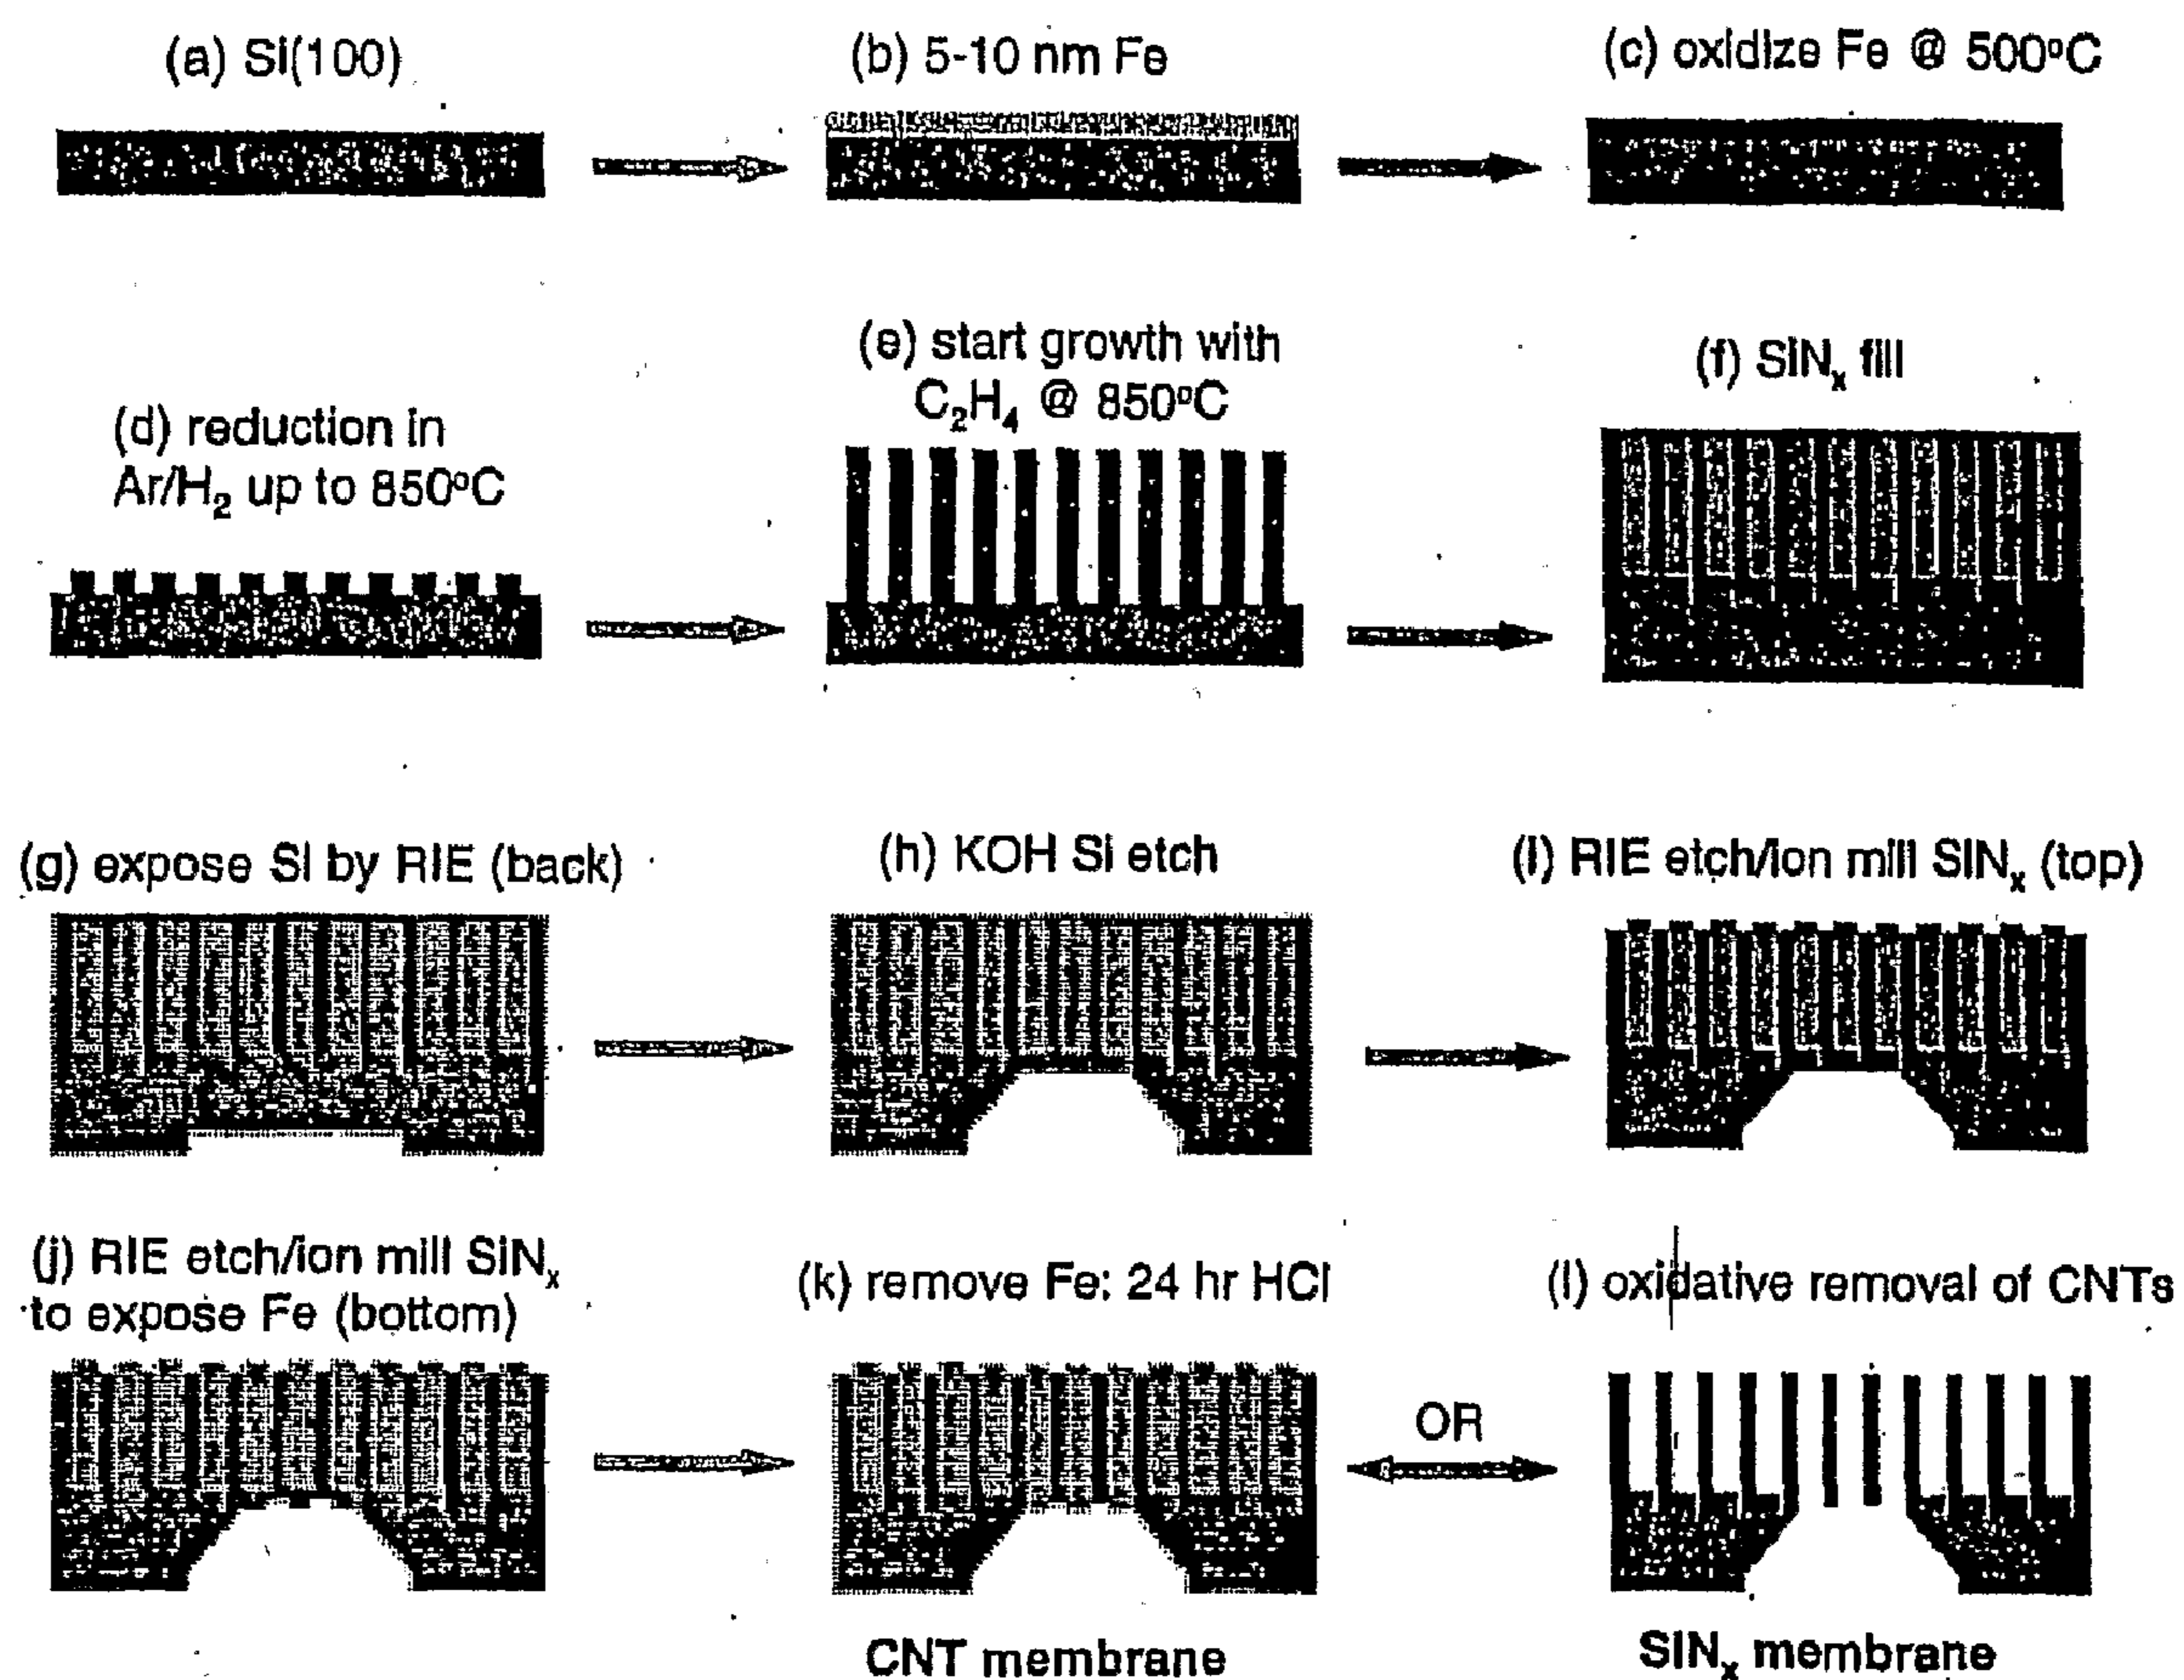 (a) Si(100)
(b) 5-10 nm Fe
(c) oxidize Fe @ 500ºC
(d) reduction in
Ar/H₂ up to 850ºC
(e) start growth with
C₂H₄ @ 850ºC
(f) SiNₓ fill
(g) expose Si by RIE (back)
(h) KOH Si etch
(i) RIE etch/ion mill SiNₓ (top)
(j) RIE etch/ion mill SiNₓ
to expose Fe (bottom)
(k) remove Fe: 24 hr HCl
OR
(l) oxidative removal of CNTs
CNT membrane
SiNₓ membrane